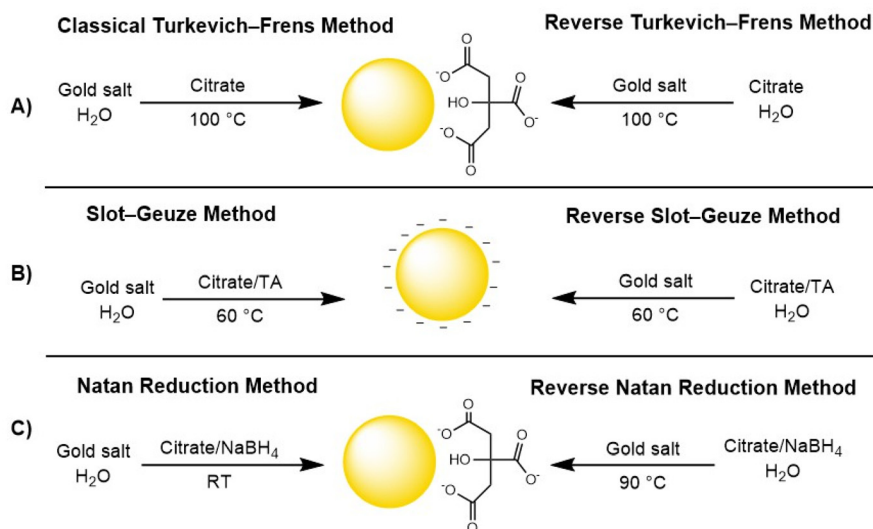 Classical Turkevich–Frens Method
Reverse Turkevich–Frens Method
A)
Gold salt
H₂O
Citrate
100 °C
O
⁻O
HO
O
O⁻
⁻O
O
Gold salt
100 °C
Citrate
H₂O
Slot–Geuze Method
Reverse Slot–Geuze Method
B)
Gold salt
H₂O
Citrate/TA
60 °C
Gold salt
60 °C
Citrate/TA
H₂O
Natan Reduction Method
Reverse Natan Reduction Method
C)
Gold salt
H₂O
Citrate/NaBH₄
RT
O
⁻O
HO
O
O⁻
⁻O
O
Gold salt
90 °C
Citrate/NaBH₄
H₂O